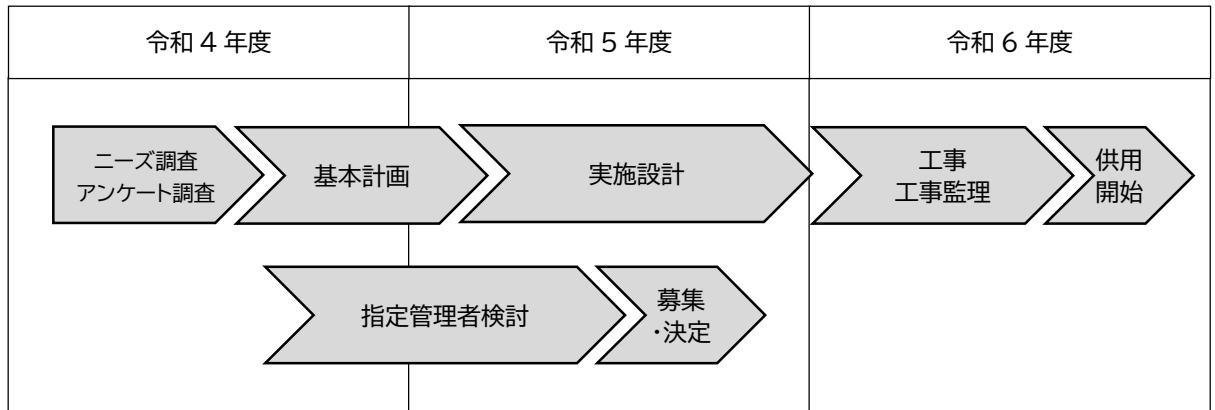 令和４年度
令和５年度
令和６年度
ニーズ調査
アンケート調査
基本計画
実施設計
工事
工事監理
供用
開始
指定管理者検討
募集
・決定